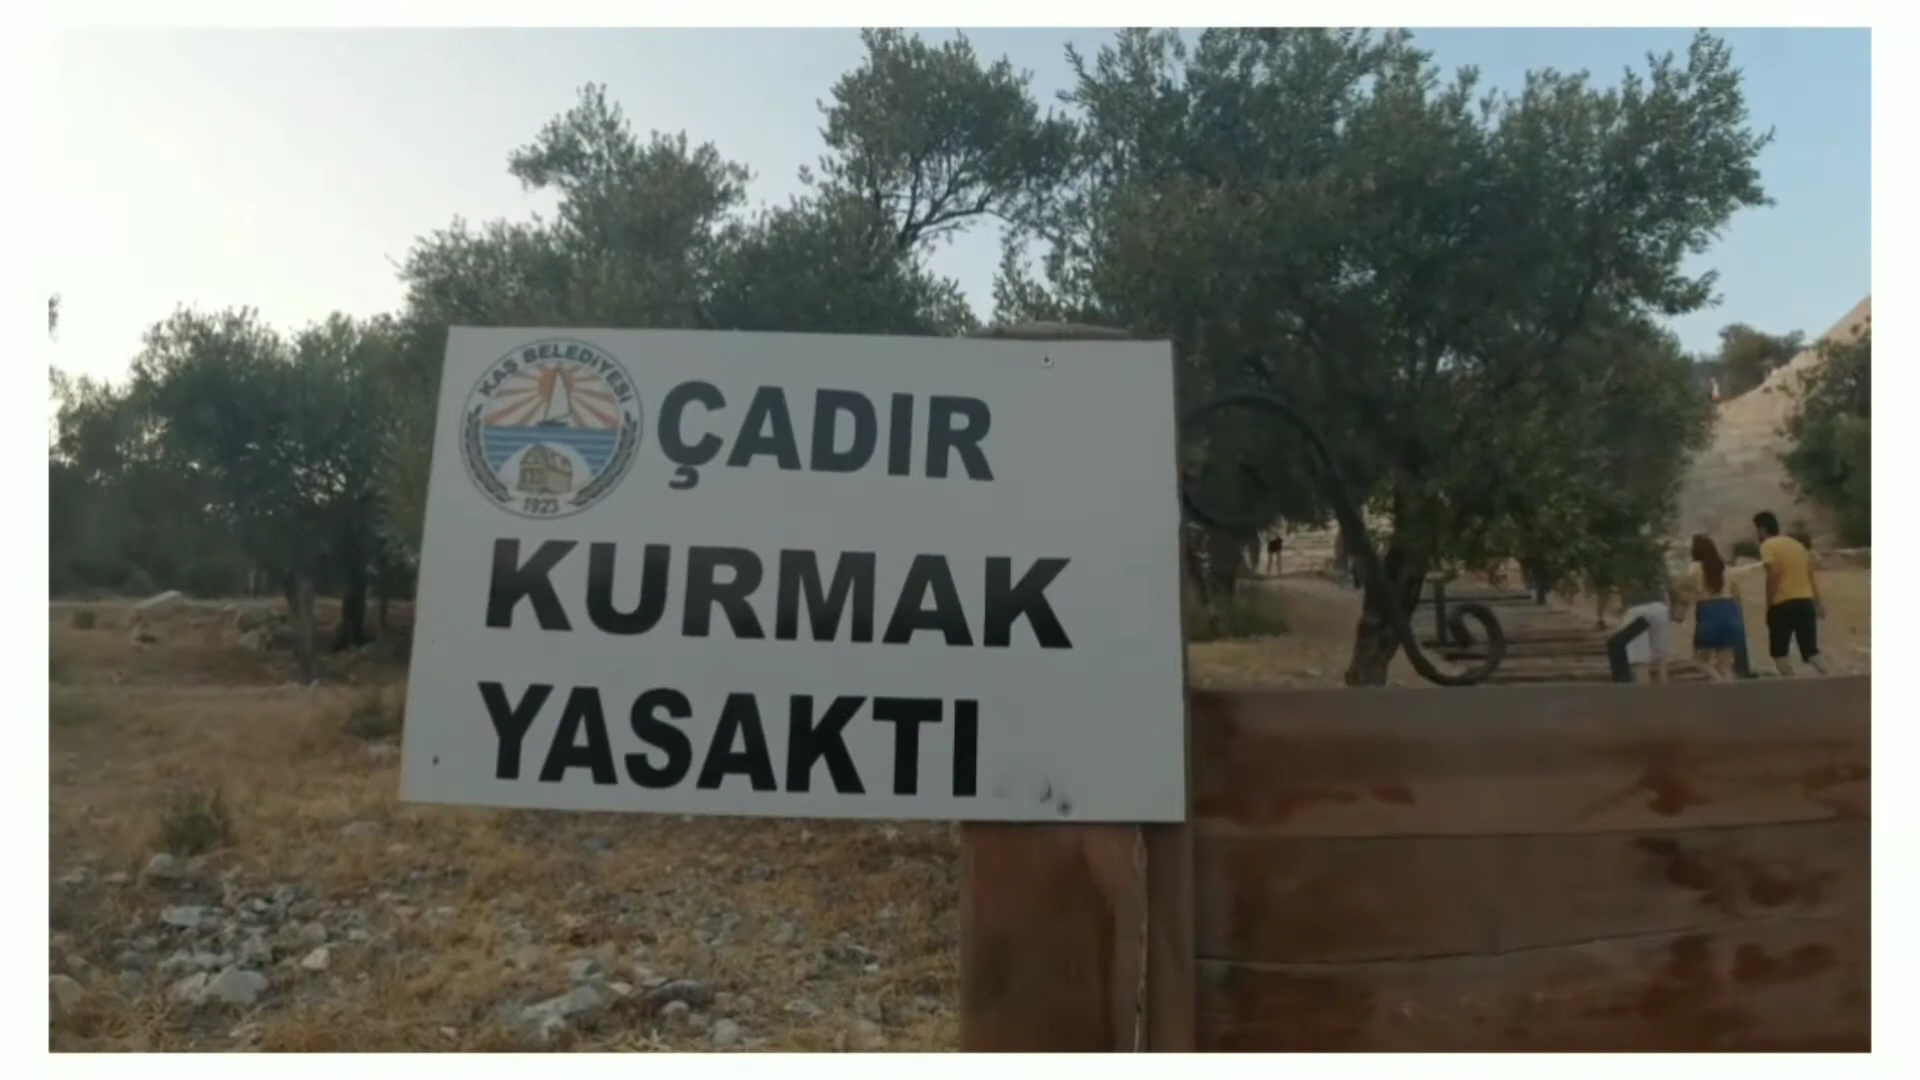 KAŞ BELEDİYESİ
1923
ÇADIR
KURMAK
YASAKTI